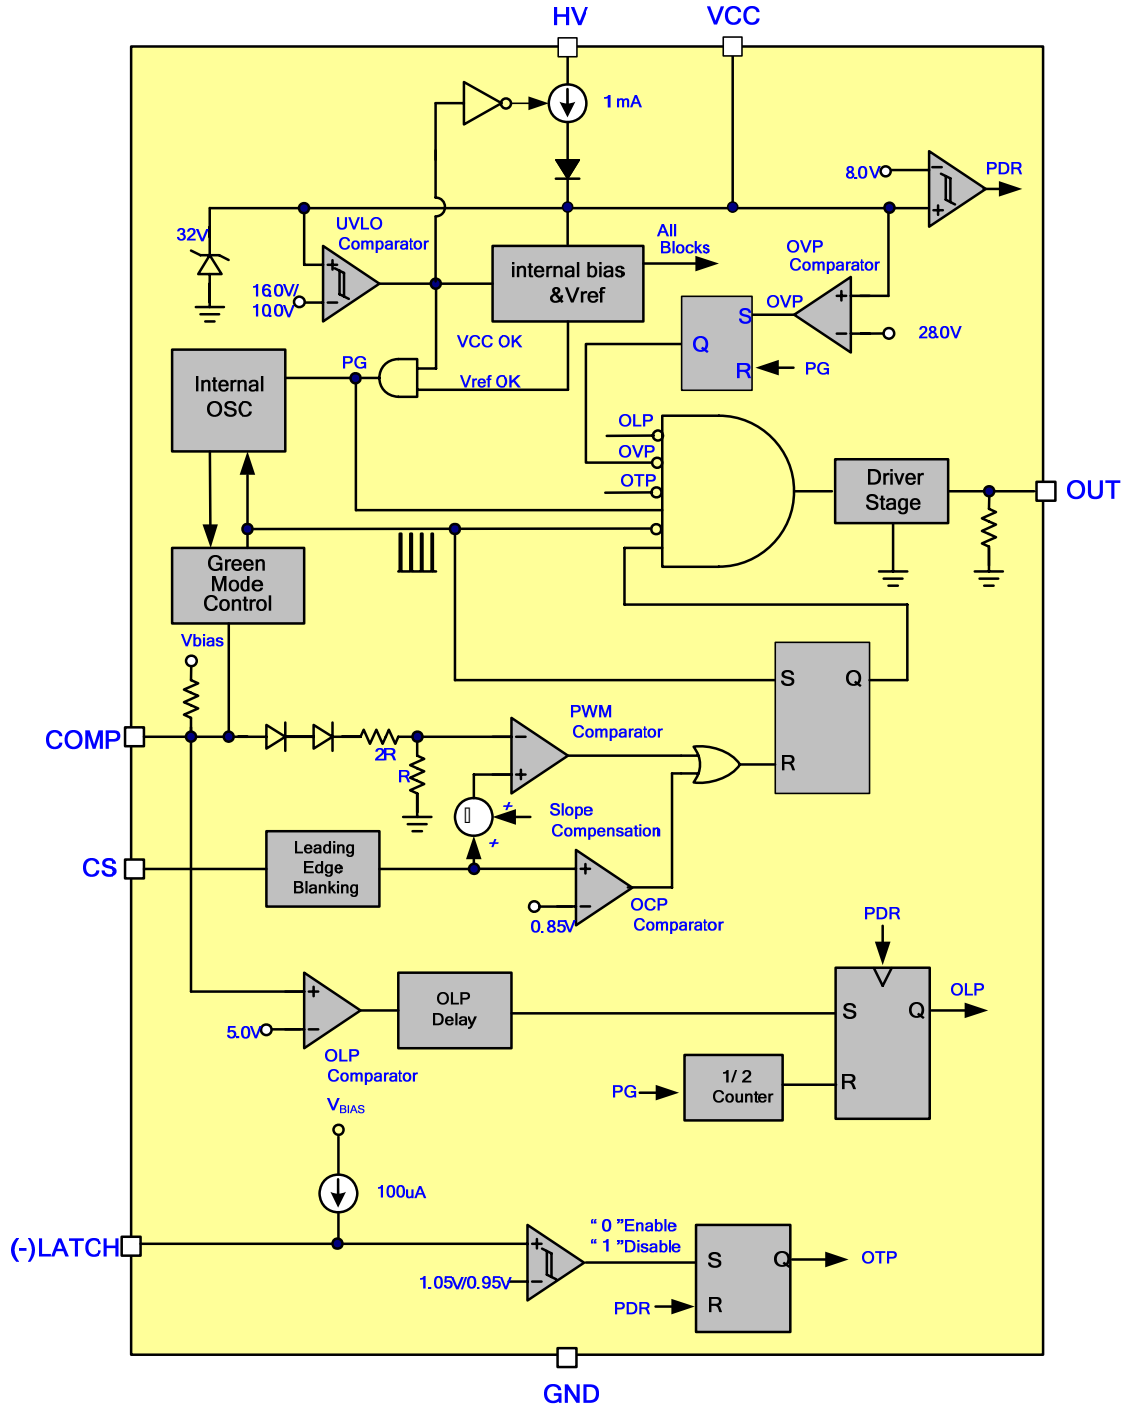 HV
VCC
1mA
8.0V
PDR
32V
UVLO
Comparator
All
Blocks
OVP
Comparator
internal bias
&Vref
16.0V/
10.0V
OVP
S
Q
R
28.0V
PG
VCC OK
PG
Vref OK
Internal
OSC
OLP
OVP
OTP
Driver
Stage
OUT
Green
Mode
Control
Vbias
S
Q
R
COMP
2R
R
PWM
Comparator
+
+
Slope
Compensation
CS
Leading
Edge
Blanking
0.85V
OCP
Comparator
PDR
5.0V
OLP
Delay
S
Q
R
OLP
OLP
Comparator
PG
1/2
Counter
VBIAS
100uA
(-)LATCH
1.05V/0.95V
“ 0 ”Enable
“ 1 ”Disable
S
Q
R
OTP
PDR
GND